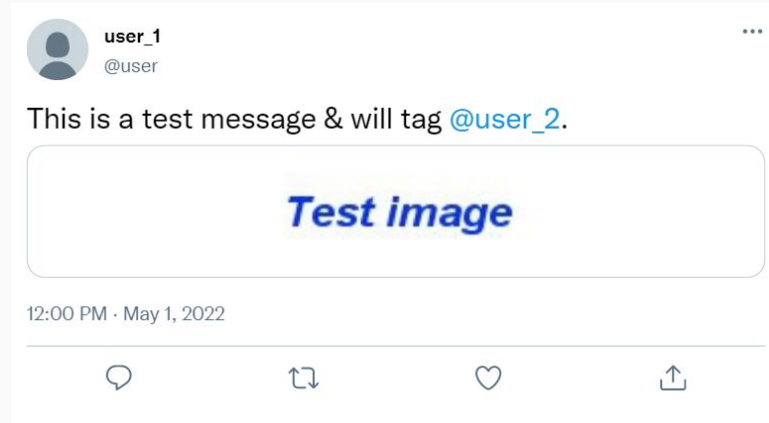 user_1
@user
This is a test message & will tag @user_2.
Test image
12:00 PM · May 1, 2022